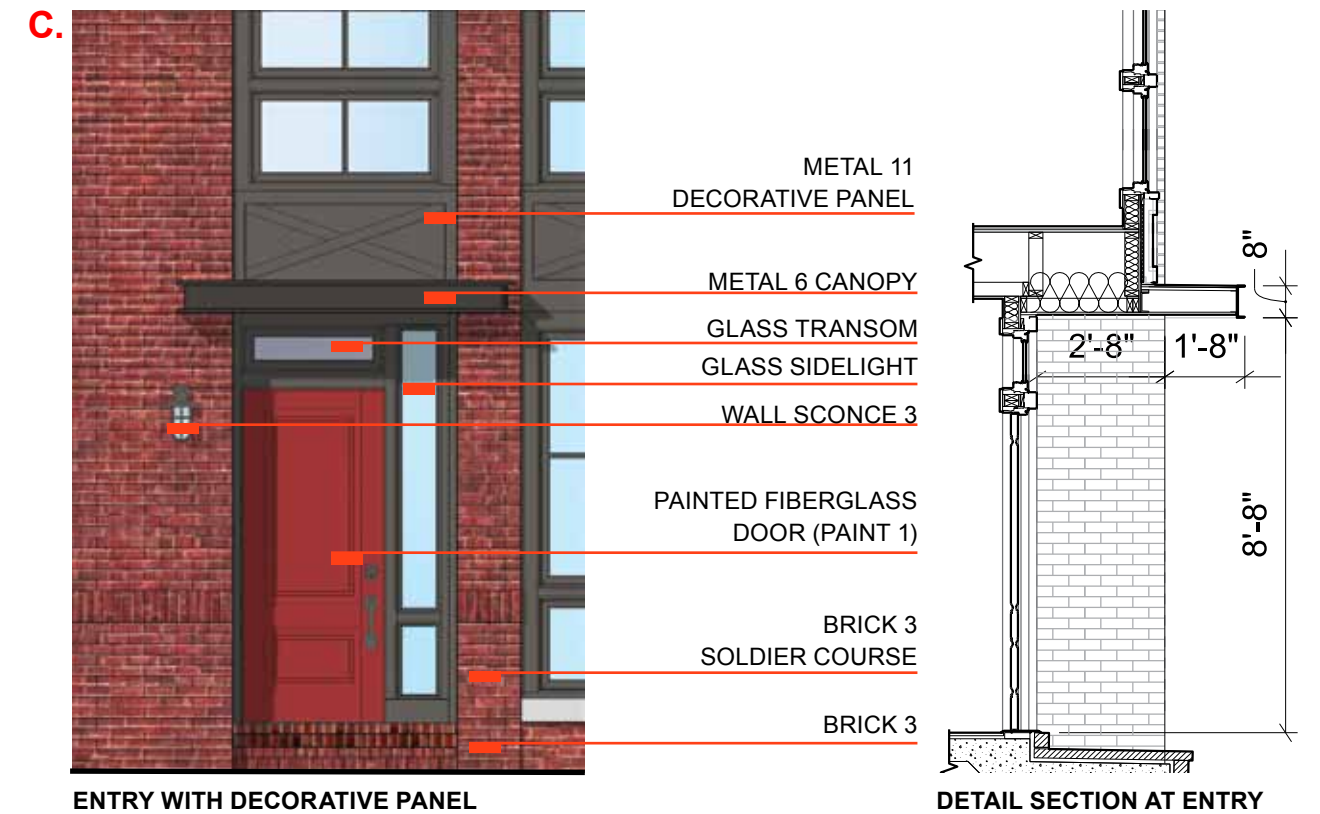 C.
METAL 11
DECORATIVE PANEL
METAL 6 CANOPY
GLASS TRANSOM
GLASS SIDELIGHT
WALL SCONCE 3
PAINTED FIBERGLASS
DOOR (PAINT 1)
BRICK 3
SOLDIER COURSE
BRICK 3
8"
2'-8"
1'-8"
8'-8"
ENTRY WITH DECORATIVE PANEL
DETAIL SECTION AT ENTRY